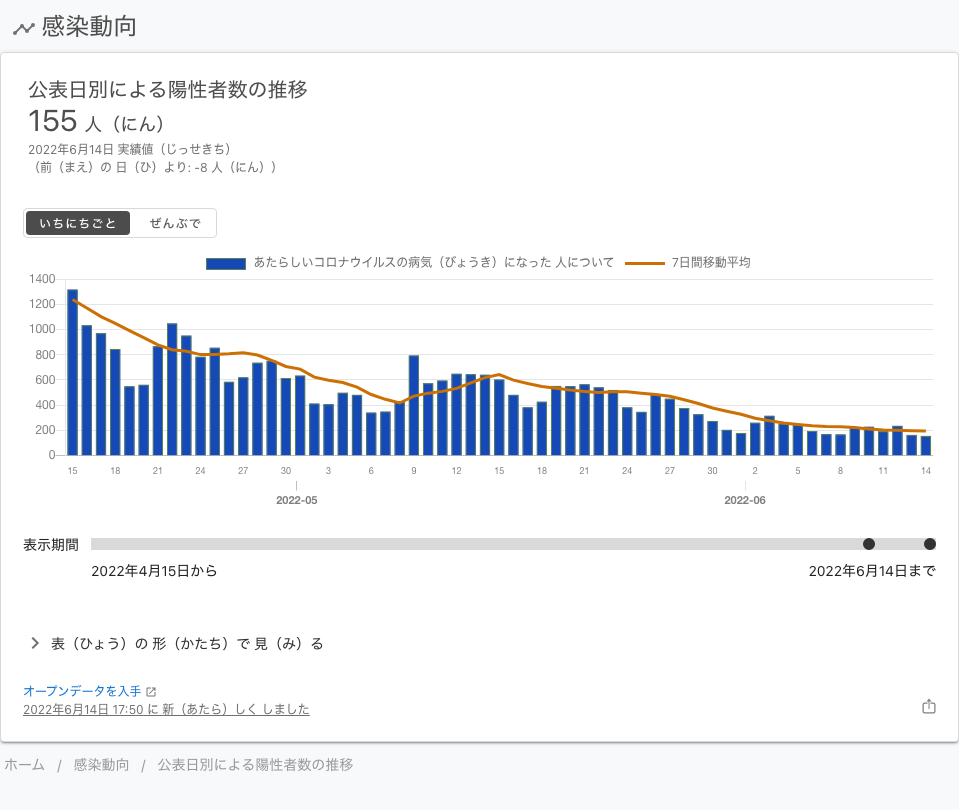 感染動向
公表日別による陽性者数の推移
155 人（にん）
2022年6月14日 実績値（じっせきち）
（前（まえ）の 日（ひ）より: -8 人（にん））
いちにちごと ぜんぶで
あたらしいコロナウイルスの病気（びょうき）になった 人について 7日間移動平均
1400
1200
1000
800
600
400
200
0
15 18 21 24 27 30 3 6 9 12 15 18 21 24 27 30 2 5 8 11 14
2022-05 2022-06
表示期間
2022年4月15日から 2022年6月14日まで
表（ひょう）の 形（かたち）で 見（み）る
オープンデータを入手
2022年6月14日 17:50 に 新（あたら）しく しました
ホーム / 感染動向 / 公表日別による陽性者数の推移